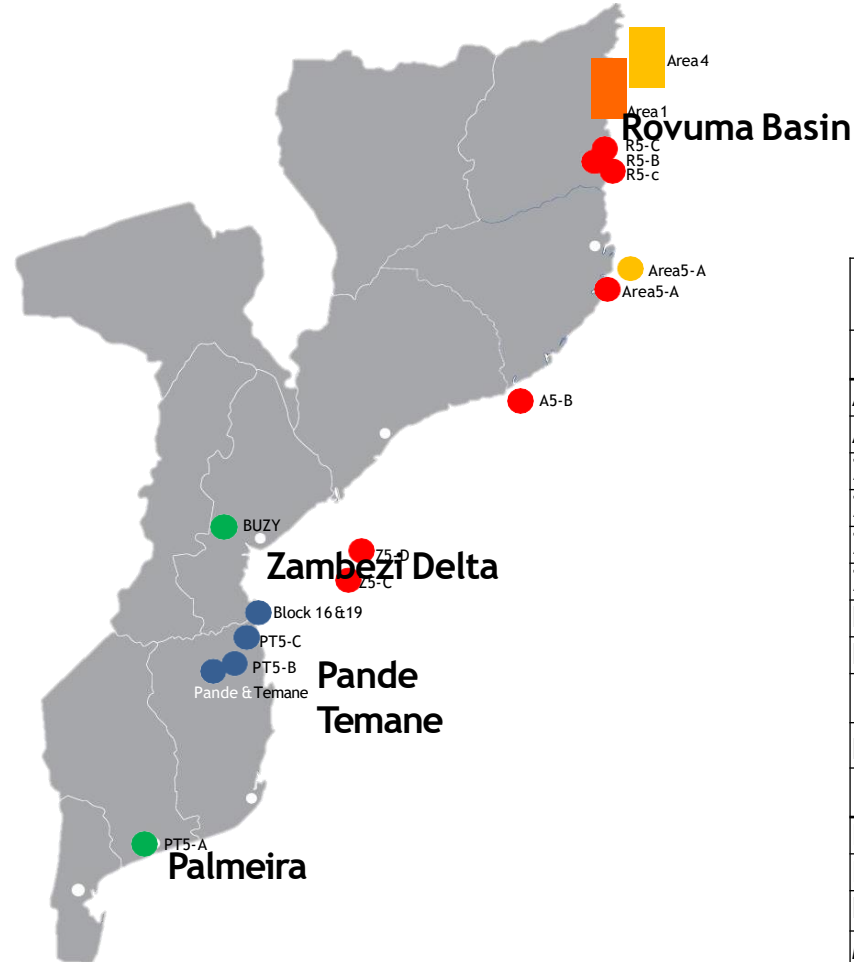 Area 4
Area 1
Rovuma Basin
R5-C
R5-B
R5-c
Area5-A
Area5-A
A5-B
BUZY
Z5-D
Zambezi Delta
Z5-C
Block 16 & 19
PT5-C
PT5-B
Pande
Pande & Temane
Temane
PT5-A
Palmeira